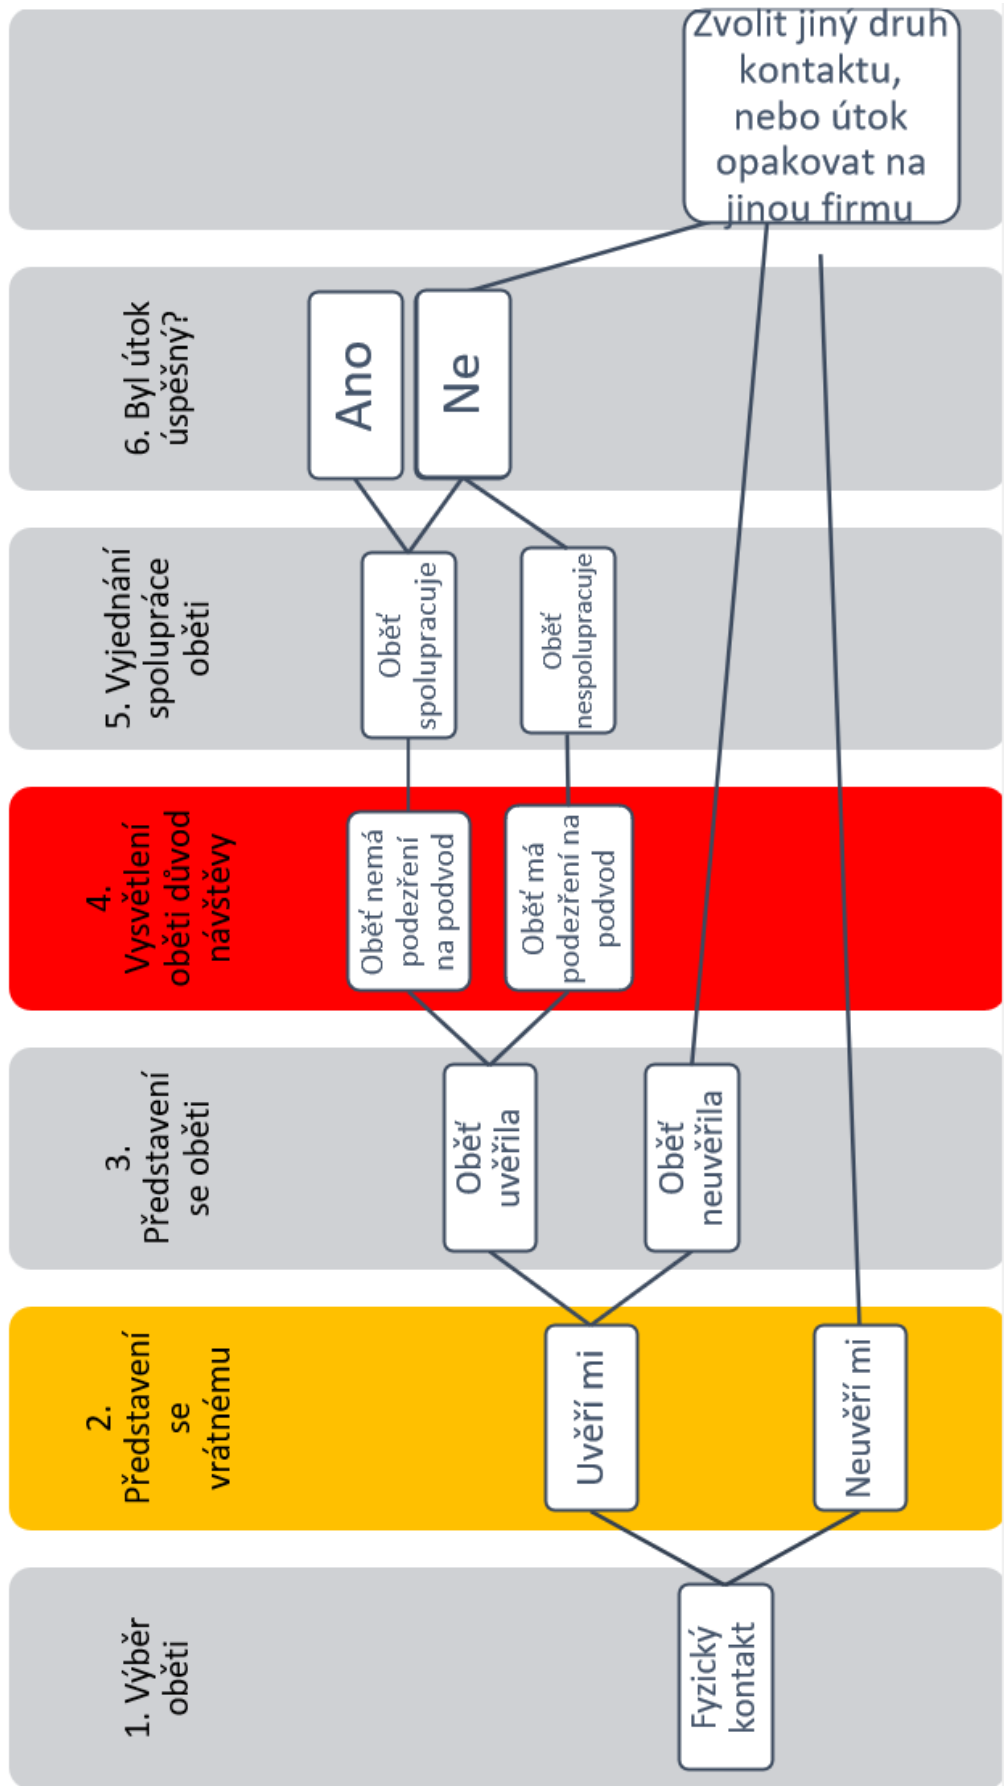 1. Výběr
oběti
Fyzický
kontakt
2.
Představení
se
vrátnému
Uvěří mi
Neuvěří mi
3.
Představení
se oběti
Oběť
uvěřila
Oběť
neuvěřila
4.
Vysvětlení
oběti důvod
návštěvy
Oběť nemá
podezření
na podvod
Oběť má
podezření na
podvod
5. Vyjednání
spolupráce
oběti
Oběť
spolupracuje
Oběť
nespolupracuje
6. Byl útok
úspěšný?
Ano
Ne
Zvolit jiný druh
kontaktu,
nebo útok
opakovat na
jinou firmu